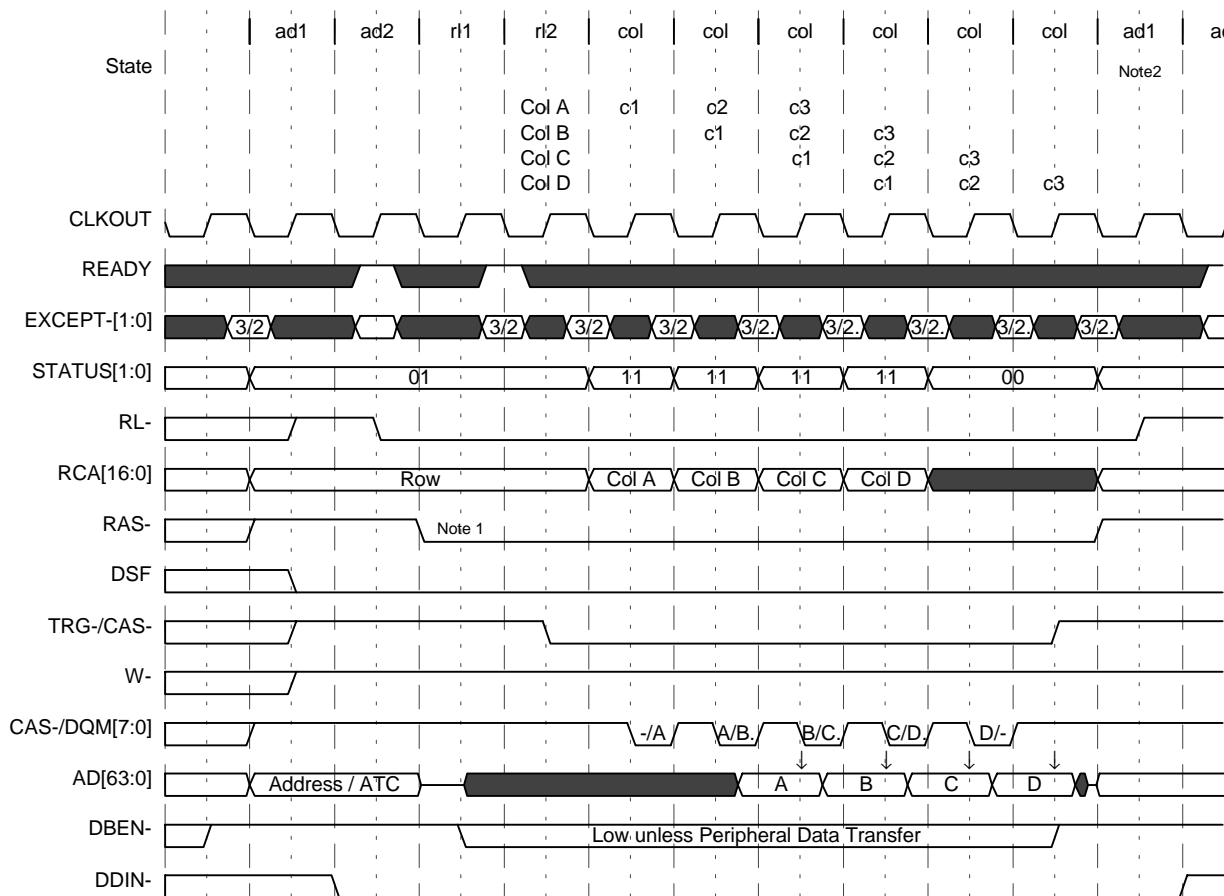 ad1 ad2 rl1 rl2 col col col col col col ad1
State Note2
Col A c1 c2 c3
Col B c1 c2 c3
Col C c1 c2 c3
Col D c1 c2 c3
CLKOUT
READY
EXCEPT-[1:0] 3/2 3/2 3/2 3/2 3/2. 3/2. 3/2. 3/2. 3/2.
STATUS[1:0] 01 11 11 11 11 00
RL-
RCA[16:0] Row Col A Col B Col C Col D
RAS- Note 1
DSF
TRG-/CAS-
W-
CAS-/DQM[7:0] -/A A/B. B/C. C/D. D/-
AD[63:0] Address / ATC A B C D
DBEN- Low unless Peripheral Data Transfer
DDIN-